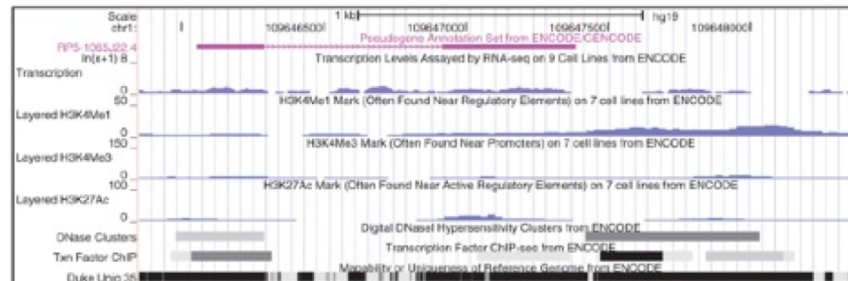 Scale 1 kb hg19
chr1: 109646500 109647000 109647500 109648000
Pseudogene Annotation Set from ENCODE/GENCODE
RP5-1065J22.4
Transcription Levels Assayed by RNA-seq on 9 Cell Lines from ENCODE
ln(x+1) 8
Transcription
0
H3K4Me1 Mark (Often Found Near Regulatory Elements) on 7 cell lines from ENCODE
50
Layered H3K4Me1
0
H3K4Me3 Mark (Often Found Near Promoters) on 7 cell lines from ENCODE
150
Layered H3K4Me3
0
H3K27Ac Mark (Often Found Near Active Regulatory Elements) on 7 cell lines from ENCODE
100
Layered H3K27Ac
0
Digital DNaseI Hypersensitivity Clusters from ENCODE
DNase Clusters
Transcription Factor ChIP-seq from ENCODE
Txn Factor ChIP
Mapability or Uniqueness of Reference Genome from ENCODE
Duke Uniq 35